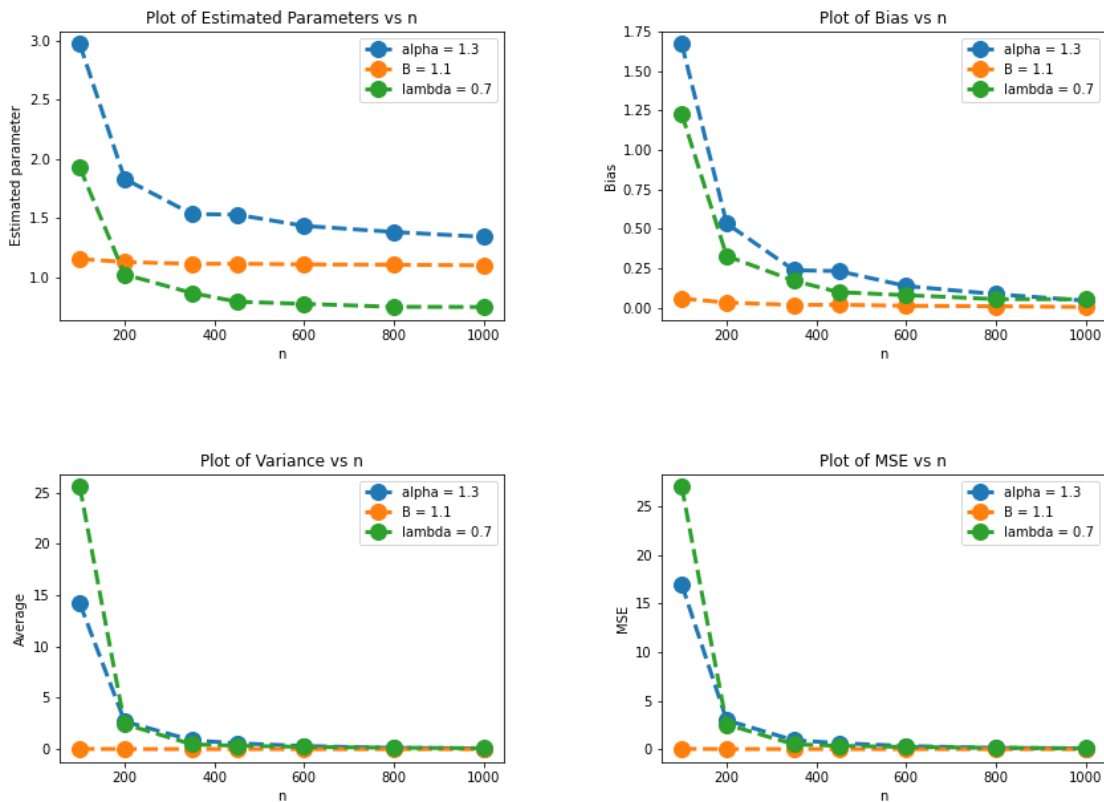 Plot of Estimated Parameters vs n
3.0
2.5
2.0
1.5
1.0
Estimated parameter
alpha = 1.3
B = 1.1
lambda = 0.7
200 400 600 800 1000
n
Plot of Bias vs n
1.75
1.50
1.25
1.00
0.75
0.50
0.25
0.00
Bias
alpha = 1.3
B = 1.1
lambda = 0.7
200 400 600 800 1000
n
Plot of Variance vs n
25
20
15
10
5
0
Average
alpha = 1.3
B = 1.1
lambda = 0.7
200 400 600 800 1000
n
Plot of MSE vs n
25
20
15
10
5
0
MSE
alpha = 1.3
B = 1.1
lambda = 0.7
200 400 600 800 1000
n